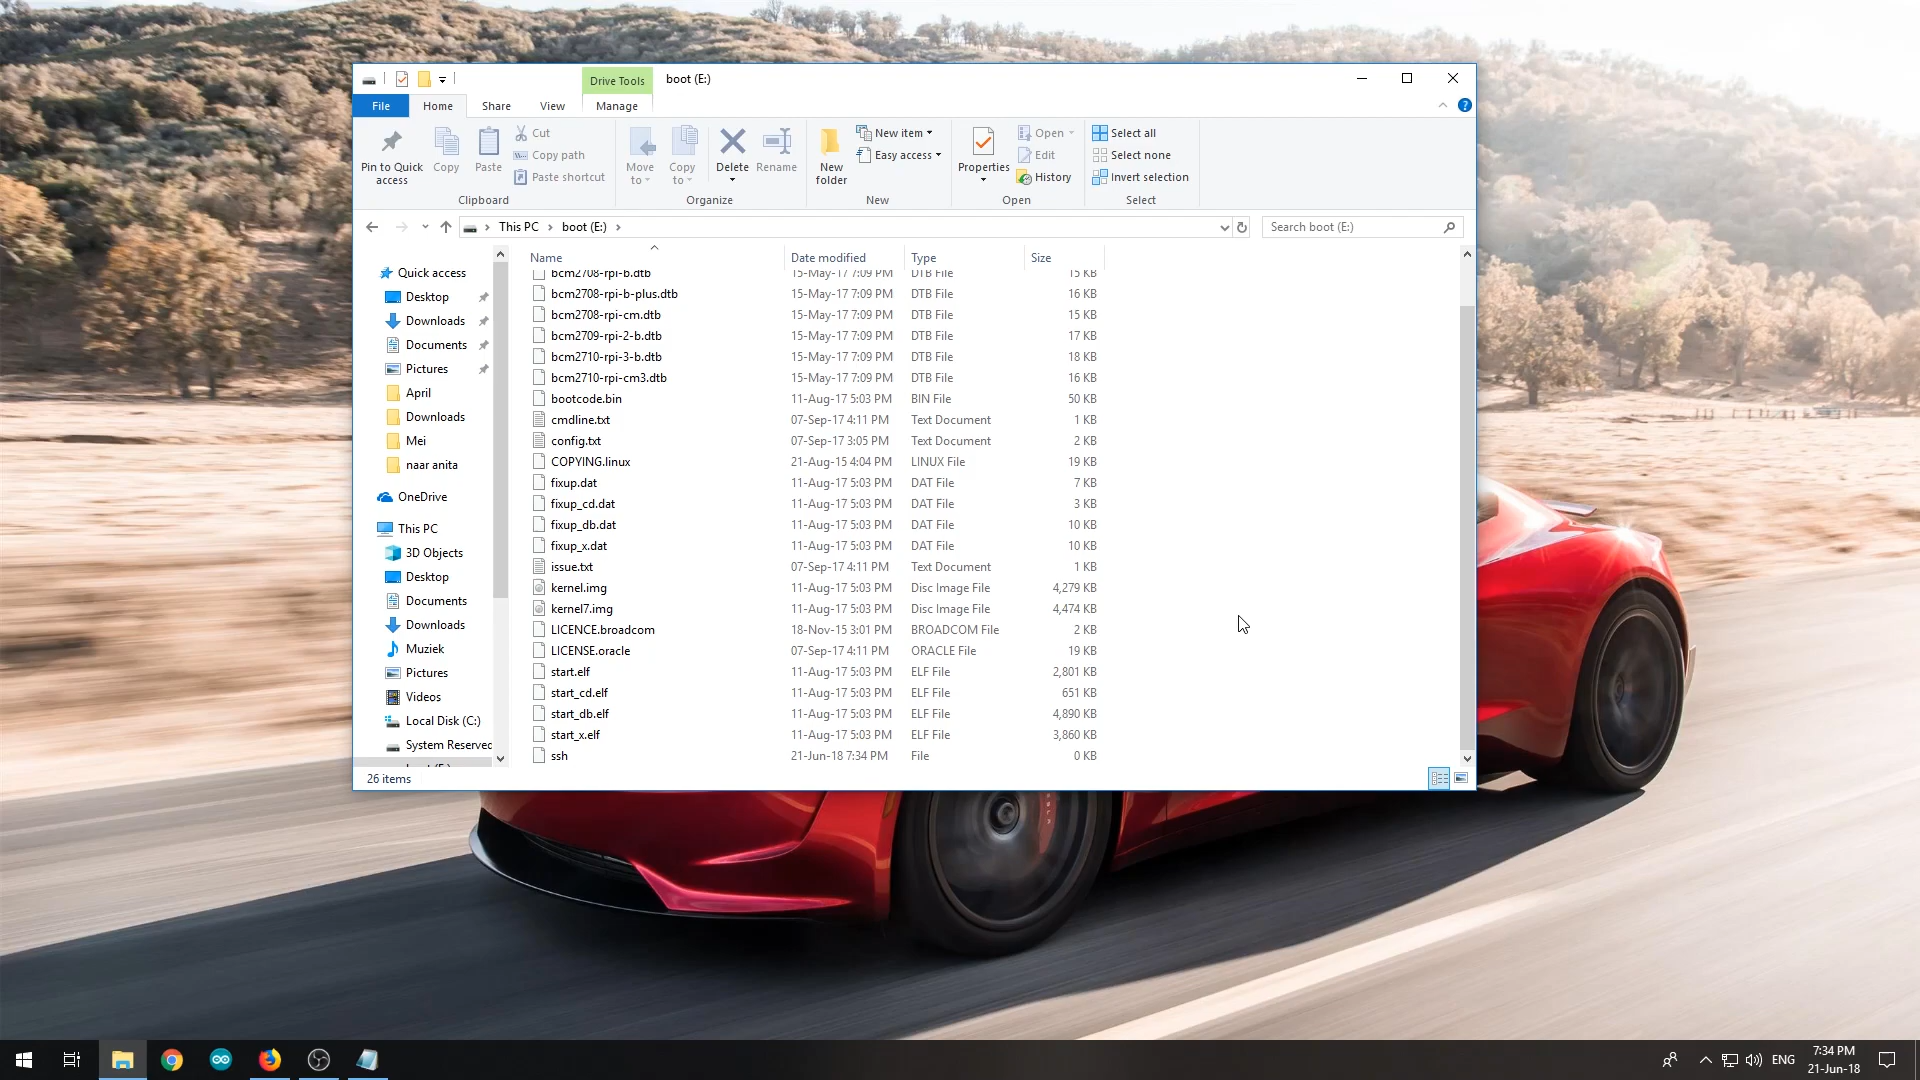 Drive Tools boot (E:)
File Home Share View Manage
Pin to Quick access
Copy
Paste
Cut
Copy path
Paste shortcut
Clipboard
Move to
Copy to
Delete
Rename
Organize
New folder
New item
Easy access
New
Properties
Open
Edit
History
Open
Select all
Select none
Invert selection
Select
This PC boot (E:)
Search boot (E:)
Quick access
Desktop
Downloads
Documents
Pictures
April
Downloads
Mei
naar anita
OneDrive
This PC
3D Objects
Desktop
Documents
Downloads
Muziek
Pictures
Videos
Local Disk (C:)
System Reserved
Name Date modified Type Size
bcm2708-rpi-b.dtb 15-May-17 7:09 PM DTB File 15 KB
bcm2708-rpi-b-plus.dtb 15-May-17 7:09 PM DTB File 16 KB
bcm2708-rpi-cm.dtb 15-May-17 7:09 PM DTB File 15 KB
bcm2709-rpi-2-b.dtb 15-May-17 7:09 PM DTB File 17 KB
bcm2710-rpi-3-b.dtb 15-May-17 7:09 PM DTB File 18 KB
bcm2710-rpi-cm3.dtb 15-May-17 7:09 PM DTB File 16 KB
bootcode.bin 11-Aug-17 5:03 PM BIN File 50 KB
cmdline.txt 07-Sep-17 4:11 PM Text Document 1 KB
config.txt 07-Sep-17 3:05 PM Text Document 2 KB
COPYING.linux 21-Aug-15 4:04 PM LINUX File 19 KB
fixup.dat 11-Aug-17 5:03 PM DAT File 7 KB
fixup_cd.dat 11-Aug-17 5:03 PM DAT File 3 KB
fixup_db.dat 11-Aug-17 5:03 PM DAT File 10 KB
fixup_x.dat 11-Aug-17 5:03 PM DAT File 10 KB
issue.txt 07-Sep-17 4:11 PM Text Document 1 KB
kernel.img 11-Aug-17 5:03 PM Disc Image File 4,279 KB
kernel7.img 11-Aug-17 5:03 PM Disc Image File 4,474 KB
LICENCE.broadcom 18-Nov-15 3:01 PM BROADCOM File 2 KB
LICENSE.oracle 07-Sep-17 4:11 PM ORACLE File 19 KB
start.elf 11-Aug-17 5:03 PM ELF File 2,801 KB
start_cd.elf 11-Aug-17 5:03 PM ELF File 651 KB
start_db.elf 11-Aug-17 5:03 PM ELF File 4,890 KB
start_x.elf 11-Aug-17 5:03 PM ELF File 3,860 KB
ssh 21-Jun-18 7:34 PM File 0 KB
26 items
ENG
7:34 PM
21-Jun-18